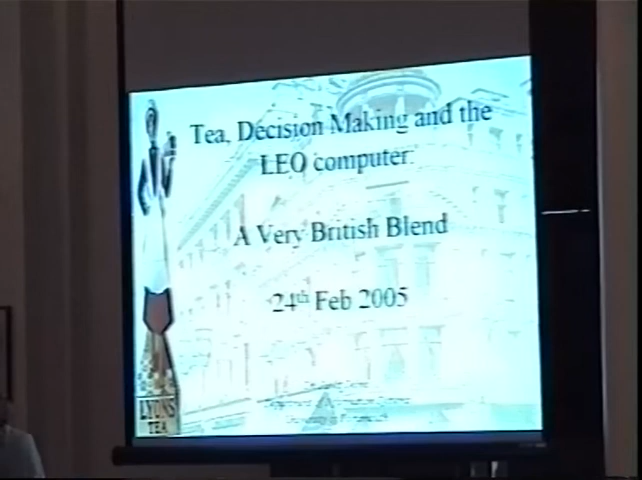 Tea, Decision Making and the
LEO computer:
A Very British Blend
24th Feb 2005
LYONS
TEA